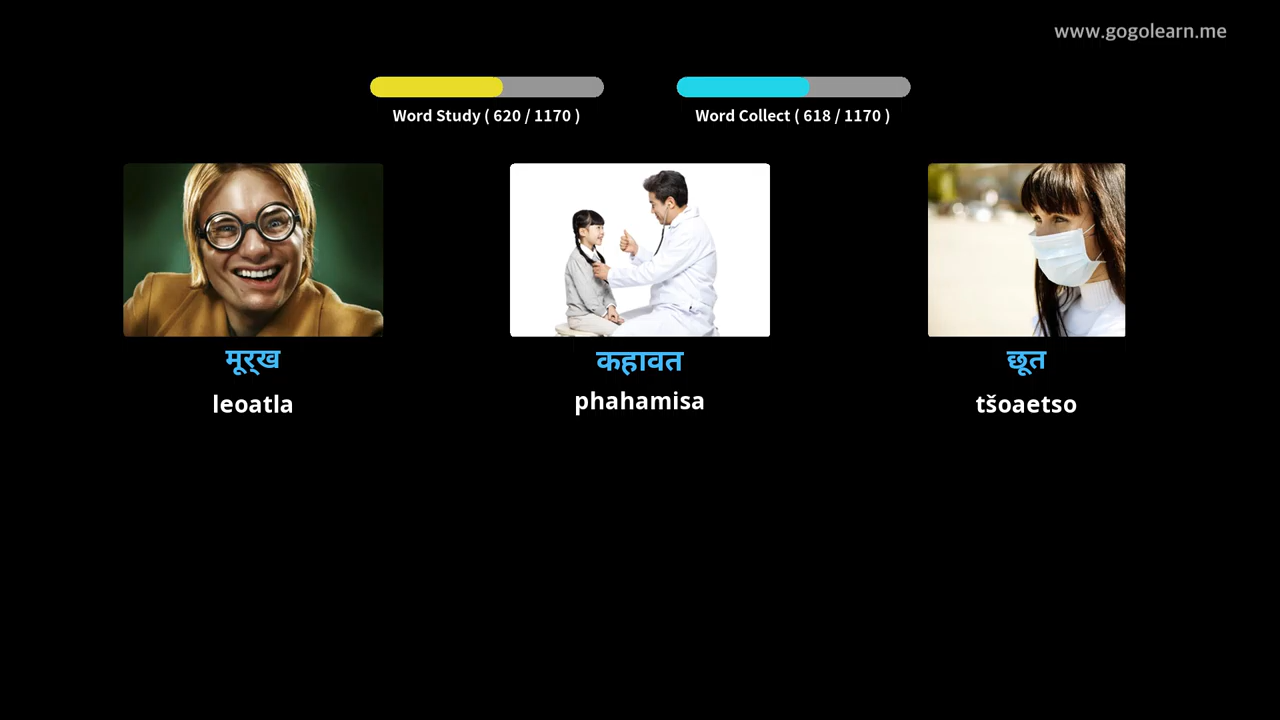 www.gogolearn.me
Word Study ( 620 / 1170 )
Word Collect ( 618 / 1170 )
मूर्‌ख
कहावत
छूत
leoatla
phahamisa
tšoaetso